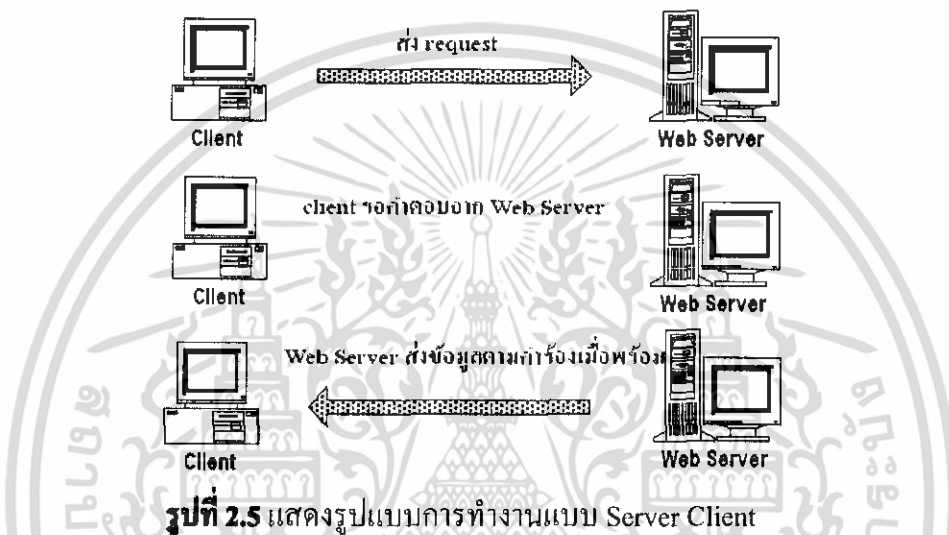 ส่ง request
Client Web Server
client รอคำตอบจาก Web Server
Client Web Server
Web Server ส่งข้อมูลตามคำร้องเมื่อพร้อม
Client Web Server
รูปที่ 2.5 แสดงรูปแบบการทำงานแบบ Server Client